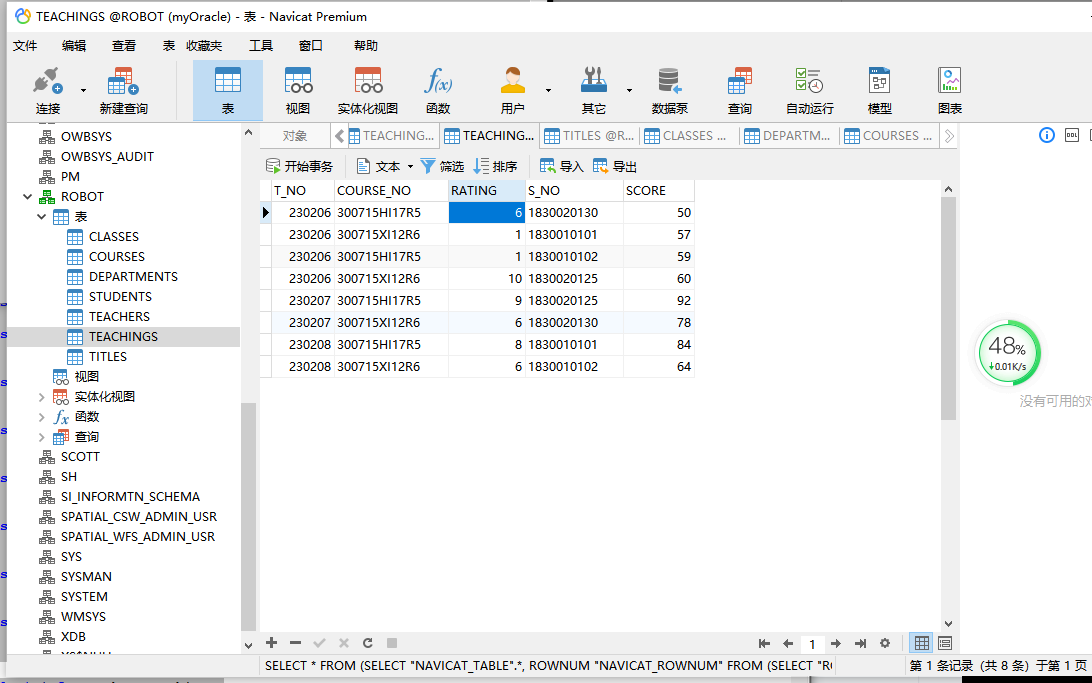 TEACHINGS @ROBOT (myOracle) - 表 - Navicat Premium
文件 编辑 查看 表 收藏夹 工具 窗口 帮助
连接 新建查询 表 视图 实体化视图 函数 用户 其它 数据泵 查询 自动运行 模型 图表
对象 TEACHING... TEACHING... TITLES @R... CLASSES ... DEPARTM... COURSES ...
DDL
开始事务 文本 筛选 排序 导入 导出
OWBSYS
OWBSYS_AUDIT
PM
ROBOT
表
CLASSES
COURSES
DEPARTMENTS
STUDENTS
TEACHERS
TEACHINGS
TITLES
视图
实体化视图
函数
查询
SCOTT
SH
SI_INFORMTN_SCHEMA
SPATIAL_CSW_ADMIN_USR
SPATIAL_WFS_ADMIN_USR
SYS
SYSMAN
SYSTEM
WMSYS
XDB
T_NO COURSE_NO RATING S_NO SCORE
230206 300715HI17R5 6 1830020130 50
230206 300715XI12R6 1 1830010101 57
230206 300715HI17R5 1 1830010102 59
230206 300715XI12R6 10 1830020125 60
230207 300715HI17R5 9 1830020125 92
230207 300715XI12R6 6 1830020130 78
230208 300715HI17R5 8 1830010101 84
230208 300715XI12R6 6 1830010102 64
48%
0.01K/s
没有可用的
1
SELECT * FROM (SELECT "NAVICAT_TABLE".*, ROWNUM "NAVICAT_ROWNUM" FROM (SELECT "R
第 1 条记录 (共 8 条) 于第 1 页